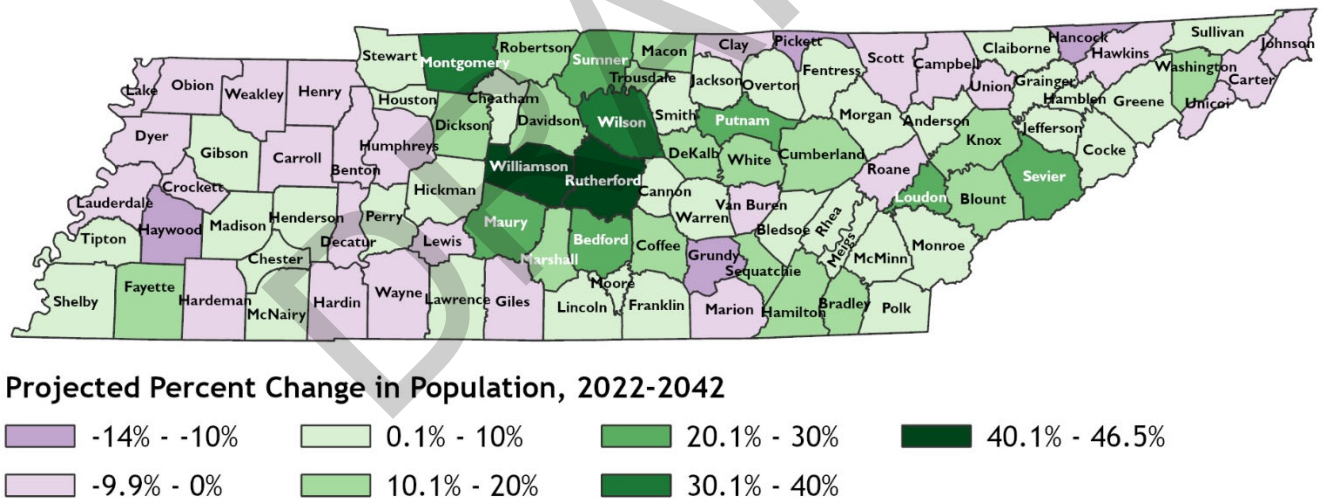 Stewart
Montgomery
Robertson
Sumner
Macon
Clay
Pickett
Scott
Campbell
Claiborne
Hancock
Hawkins
Sullivan
Johnson
Lake
Obion
Weakley
Henry
Houston
Cheatham
Trousdale
Jackson
Overton
Fentress
Union
Grainger
Hamblen
Greene
Washington
Carter
Unicoi
Dyer
Gibson
Carroll
Benton
Humphreys
Dickson
Davidson
Wilson
Smith
Putnam
Morgan
Anderson
Knox
Jefferson
Cocke
Crockett
Lauderdale
Haywood
Madison
Henderson
Decatur
Perry
Hickman
Williamson
Rutherford
Cannon
DeKalb
White
Cumberland
Roane
Loudon
Blount
Sevier
Tipton
Chester
Lewis
Maury
Marshall
Bedford
Coffee
Warren
Van Buren
Bledsoe
Rhea
Meigs
McMinn
Monroe
Shelby
Fayette
Hardeman
McNairy
Hardin
Wayne
Lawrence
Giles
Lincoln
Moore
Franklin
Grundy
Sequatchie
Marion
Hamilton
Bradley
Polk
Projected Percent Change in Population, 2022-2042
-14% - -10%
0.1% - 10%
20.1% - 30%
40.1% - 46.5%
-9.9% - 0%
10.1% - 20%
30.1% - 40%